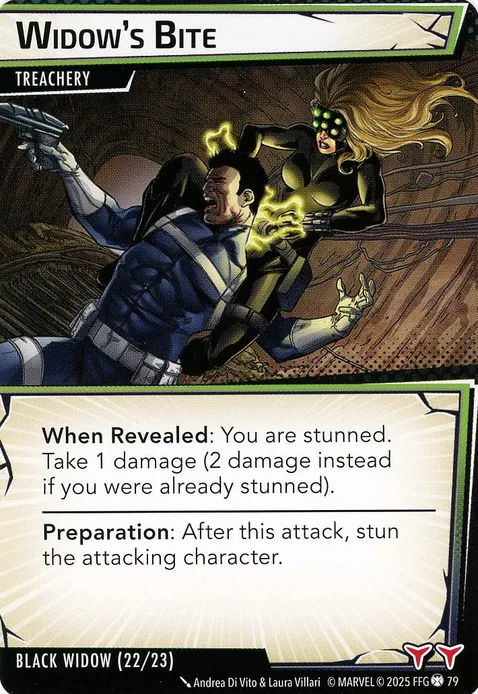 Widow's Bite
TREACHERY
When Revealed: You are stunned.
Take 1 damage (2 damage instead
if you were already stunned).
Preparation: After this attack, stun
the attacking character.
BLACK WIDOW (22/23)
Andrea Di Vito & Laura Villari © MARVEL © 2025 FFG 79